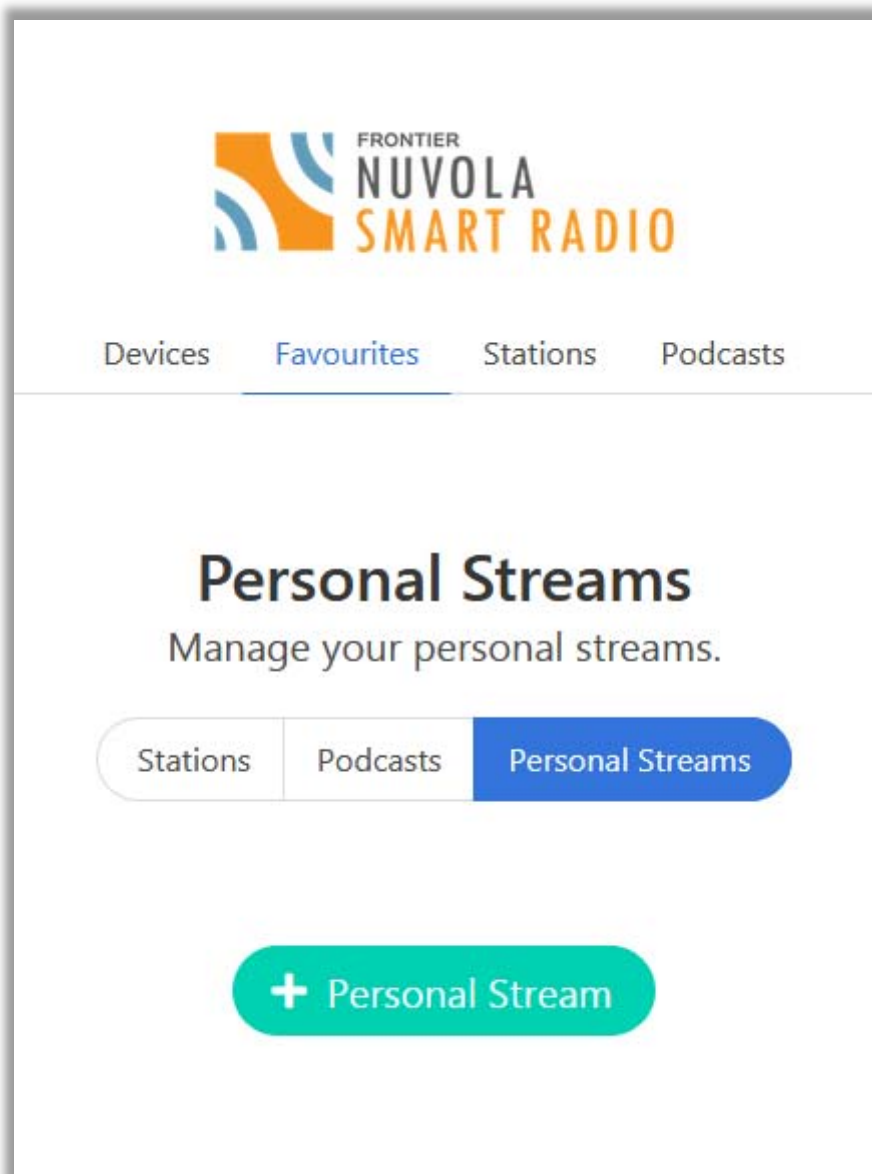 FRONTIER
NUVOLA
SMART RADIO
Devices Favourites Stations Podcasts
Personal Streams
Manage your personal streams.
Stations Podcasts Personal Streams
+ Personal Stream